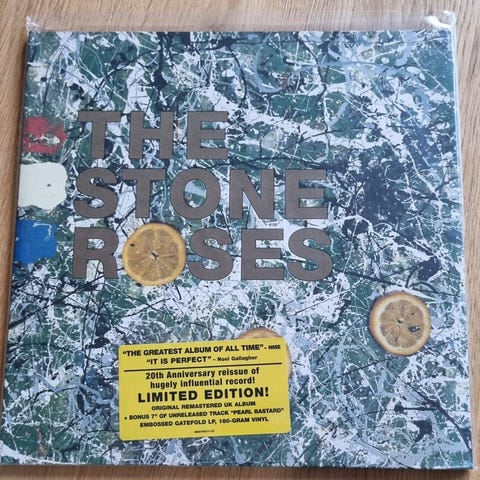 THE
STONE
ROSES
"THE GREATEST ALBUM OF ALL TIME" – NME
"IT IS PERFECT" – Noel Gallagher
20th Anniversary reissue of
hugely influential record!
LIMITED EDITION!
ORIGINAL REMASTERED UK ALBUM
+ BONUS 7" OF UNRELEASED TRACK "PEARL BASTARD"
EMBOSSED GATEFOLD LP, 180-GRAM VINYL